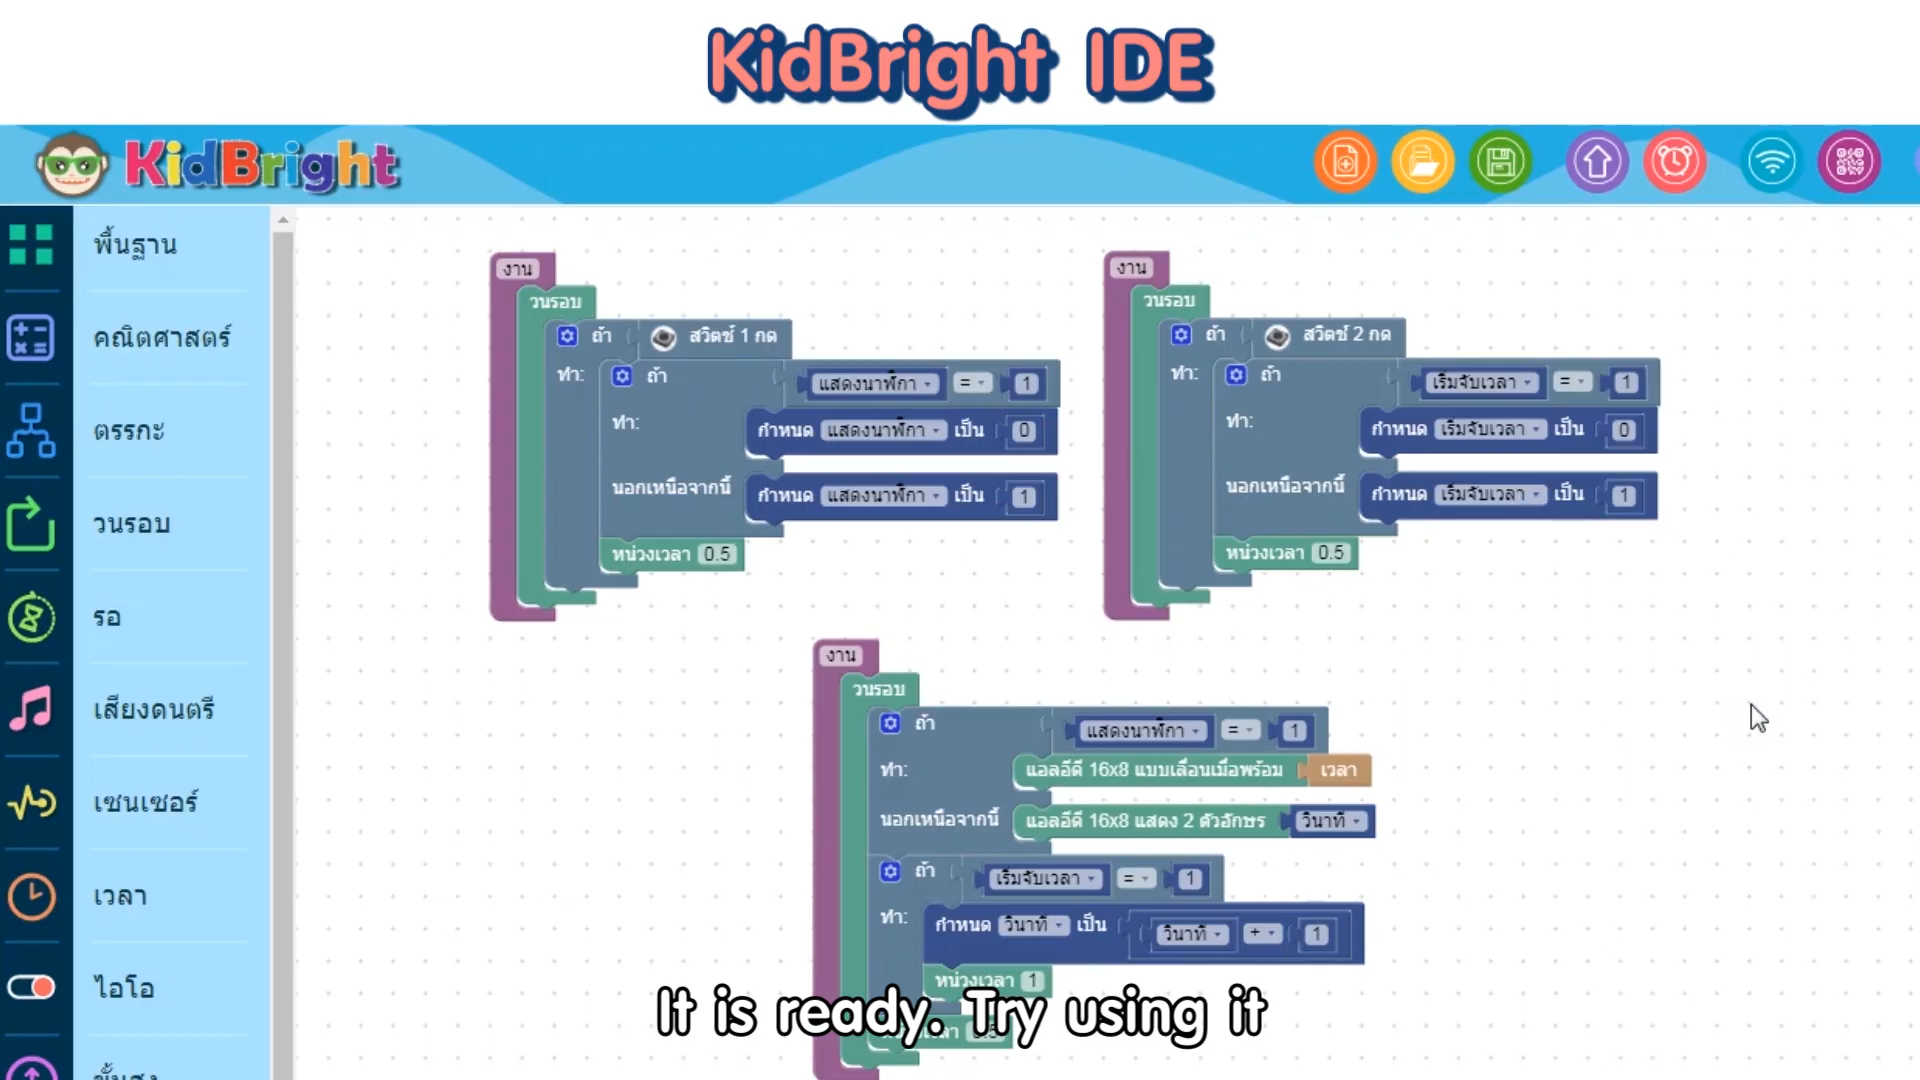 KidBright IDE
KidBright
พื้นฐาน
คณิตศาสตร์
ตรรกะ
วนรอบ
รอ
เสียงดนตรี
เซนเซอร์
เวลา
ไอโอ
งาน
วนรอบ
ถ้า สวิตช์ 1 กด
ทำ: ถ้า แสดงนาฬิกา = 1
ทำ: กำหนด แสดงนาฬิกา เป็น 0
นอกเหนือจากนี้ กำหนด แสดงนาฬิกา เป็น 1
หน่วงเวลา 0.5
งาน
วนรอบ
ถ้า สวิตช์ 2 กด
ทำ: ถ้า เริ่มจับเวลา = 1
ทำ: กำหนด เริ่มจับเวลา เป็น 0
นอกเหนือจากนี้ กำหนด เริ่มจับเวลา เป็น 1
หน่วงเวลา 0.5
งาน
วนรอบ
ถ้า แสดงนาฬิกา = 1
ทำ: แอลอีดี 16x8 แบบเลื่อนเมื่อพร้อม เวลา
นอกเหนือจากนี้ แอลอีดี 16x8 แสดง 2 ตัวอักษร วินาที
ถ้า เริ่มจับเวลา = 1
ทำ: กำหนด วินาที เป็น วินาที + 1
หน่วงเวลา 1
It is ready. Try using it